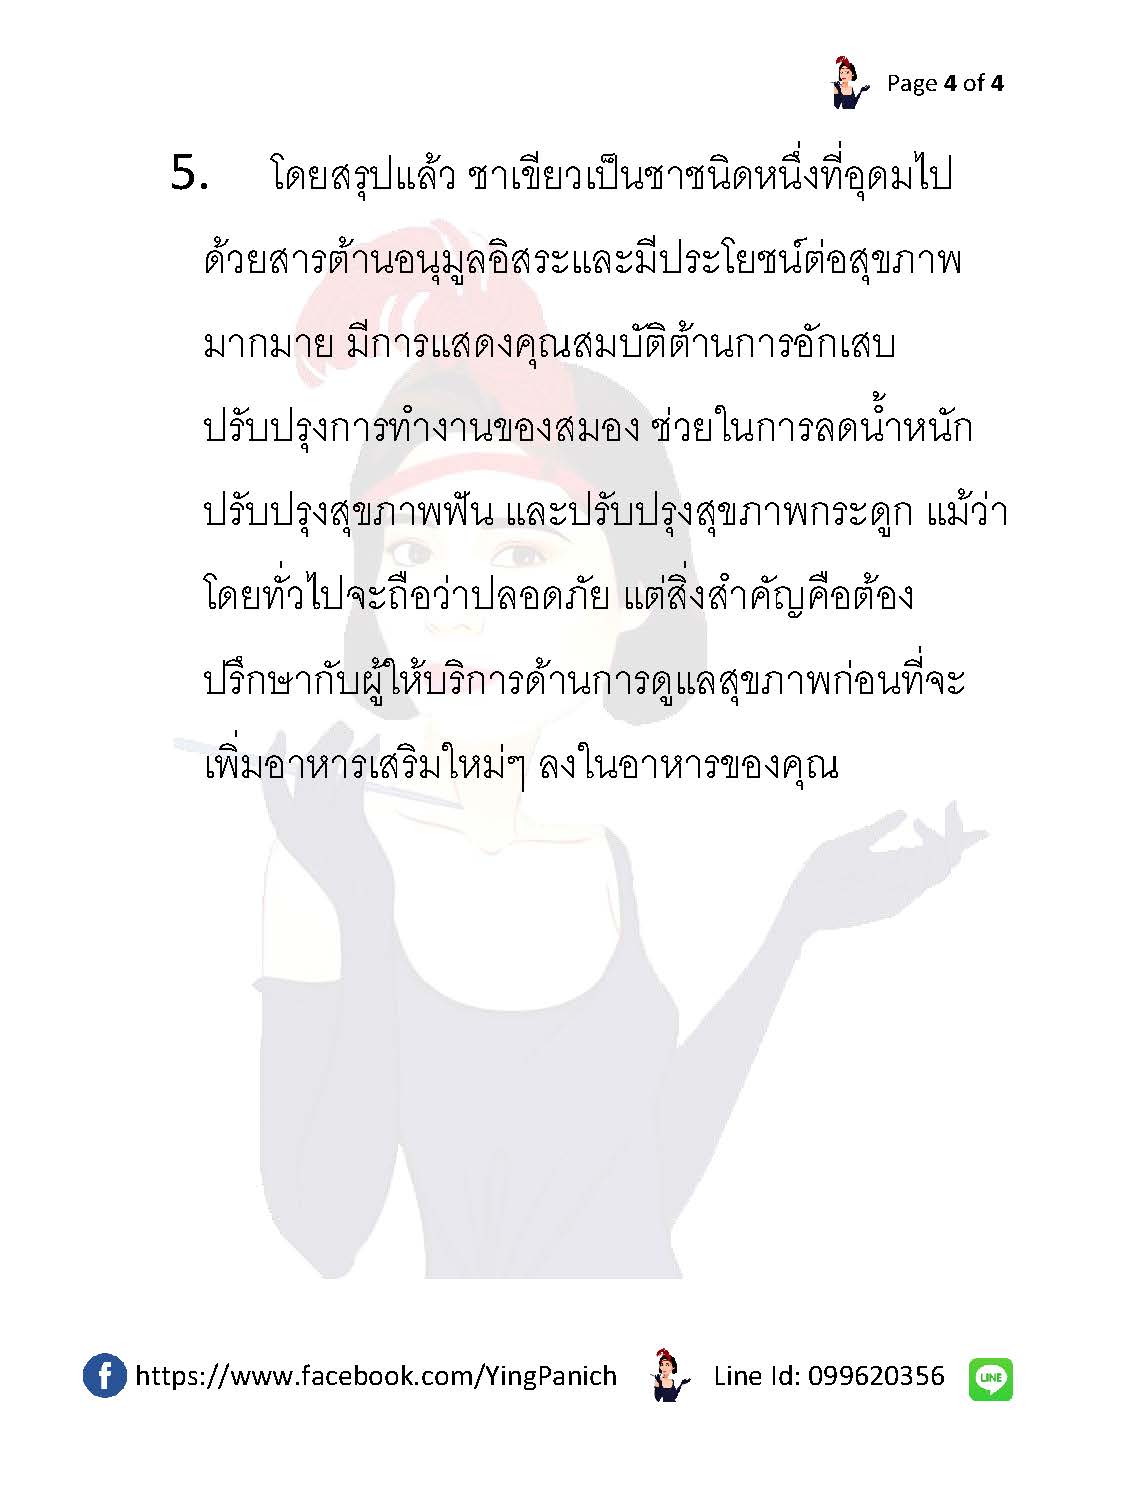 Page 4 of 4
5. โดยสรุปแล้ว ชาเขียวเป็นชาชนิดหนึ่งที่อุดมไป
ด้วยสารต้านอนุมูลอิสระและมีประโยชน์ต่อสุขภาพ
มากมาย มีการแสดงคุณสมบัติต้านการอักเสบ
ปรับปรุงการทำงานของสมอง ช่วยในการลดน้ำหนัก
ปรับปรุงสุขภาพฟัน และปรับปรุงสุขภาพกระดูก แม้ว่า
โดยทั่วไปจะถือว่าปลอดภัย แต่สิ่งสำคัญคือต้อง
ปรึกษากับผู้ให้บริการด้านการดูแลสุขภาพก่อนที่จะ
เพิ่มอาหารเสริมใหม่ๆ ลงในอาหารของคุณ
f https://www.facebook.com/YingPanich Line Id: 099620356 LINE